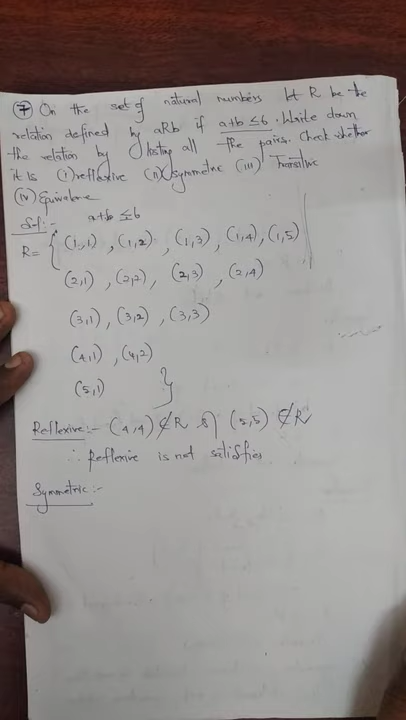 7 On the set of natural numbers let R be the
relation defined by aRb if a+b ≤6. Write down
the relation by listing all the pairs. Check whether
it is (i) reflexive (ii) symmetric (iii) Transitive
(iv) Equivalence
Sol:- a+b ≤6
R= { (1,1) , (1,2) , (1,3) , (1,4), (1,5)
(2,1) , (2,2) , (2,3) , (2,4)
(3,1) , (3,2) , (3,3)
(4,1) , (4,2)
(5,1) }
Reflexive:- (4,4) ∉ R (5,5) ∉ R
∴ Reflexive is not satisfies
Symmetric:-